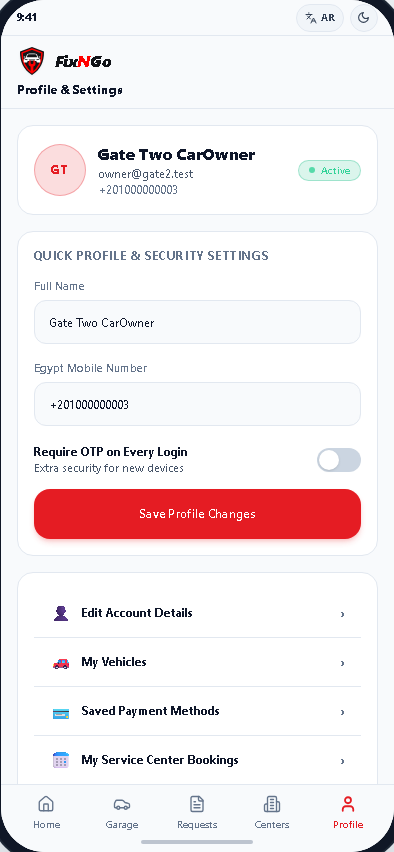 9:41
AR
FixNGo
Profile & Settings
GT
Gate Two CarOwner
owner@gate2.test
+201000000003
Active
QUICK PROFILE & SECURITY SETTINGS
Full Name
Gate Two CarOwner
Egypt Mobile Number
+201000000003
Require OTP on Every Login
Extra security for new devices
Save Profile Changes
Edit Account Details
My Vehicles
Saved Payment Methods
My Service Center Bookings
Home
Garage
Requests
Centers
Profile